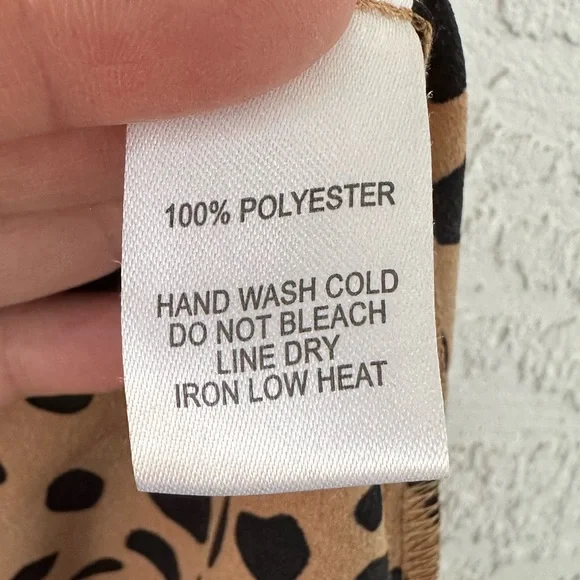 100% POLYESTER
HAND WASH COLD
DO NOT BLEACH
LINE DRY
IRON LOW HEAT